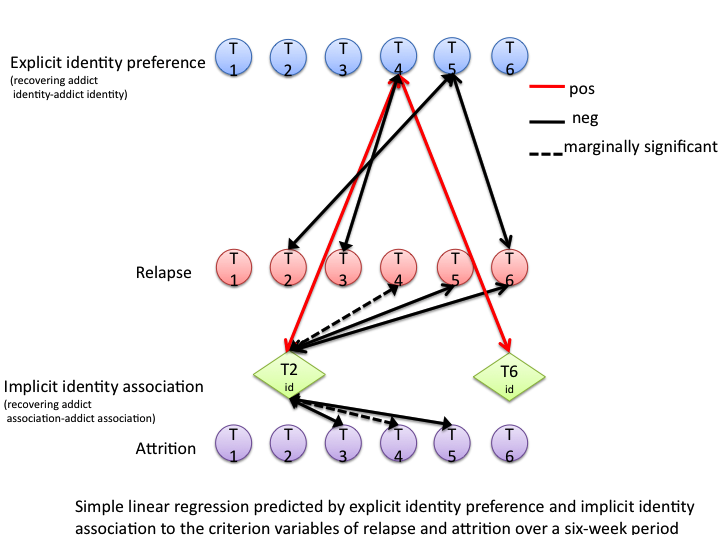 Explicit identity preference
(recovering addict
identity-addict identity)
T 1
T 2
T 3
T 4
T 5
T 6
pos
neg
marginally significant
Relapse
T 1
T 2
T 3
T 4
T 5
T 6
T2
id
T6
id
Implicit identity association
(recovering addict
association-addict association)
Attrition
T 1
T 2
T 3
T 4
T 5
T 6
Simple linear regression predicted by explicit identity preference and implicit identity
association to the criterion variables of relapse and attrition over a six-week period